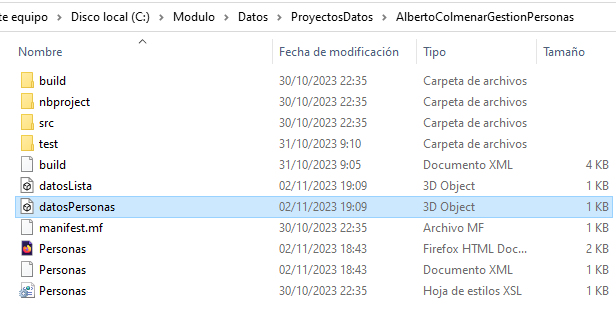 te equipo > Disco local (C:) > Modulo > Datos > ProyectosDatos > AlbertoColmenarGestionPersonas
Nombre Fecha de modificación Tipo Tamaño
build 30/10/2023 22:35 Carpeta de archivos
nbproject 30/10/2023 22:35 Carpeta de archivos
src 30/10/2023 22:35 Carpeta de archivos
test 31/10/2023 9:10 Carpeta de archivos
build 31/10/2023 9:05 Documento XML 4 KB
datosLista 02/11/2023 19:09 3D Object 1 KB
datosPersonas 02/11/2023 19:09 3D Object 1 KB
manifest.mf 30/10/2023 22:35 Archivo MF 1 KB
Personas 02/11/2023 18:43 Firefox HTML Doc... 2 KB
Personas 02/11/2023 18:43 Documento XML 1 KB
Personas 30/10/2023 22:35 Hoja de estilos XSL 1 KB